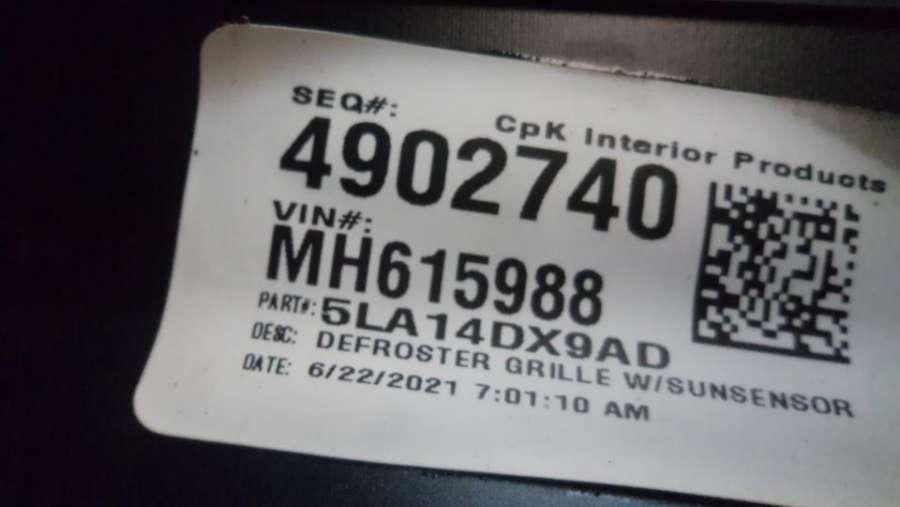 SEQ#:
CpK Interior Products
4902740
VIN#:
MH615988
PART#: 5LA14DX9AD
DESC: DEFROSTER GRILLE W/SUNSENSOR
DATE: 6/22/2021 7:01:10 AM